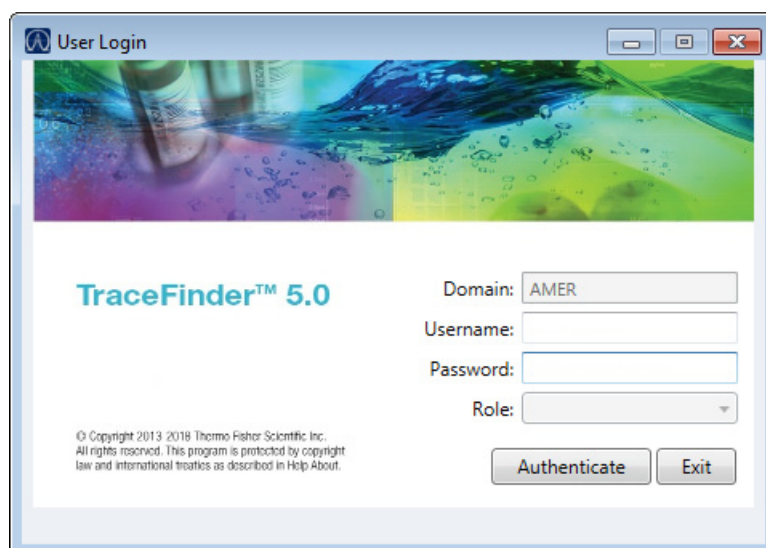 User Login
TraceFinder™ 5.0
Domain: AMER
Username:
Password:
Role:
© Copyright 2013 2018 Thermo Fisher Scientific Inc.
All rights reserved. This program is protected by copyright
law and international treaties as described in Help About.
Authenticate Exit